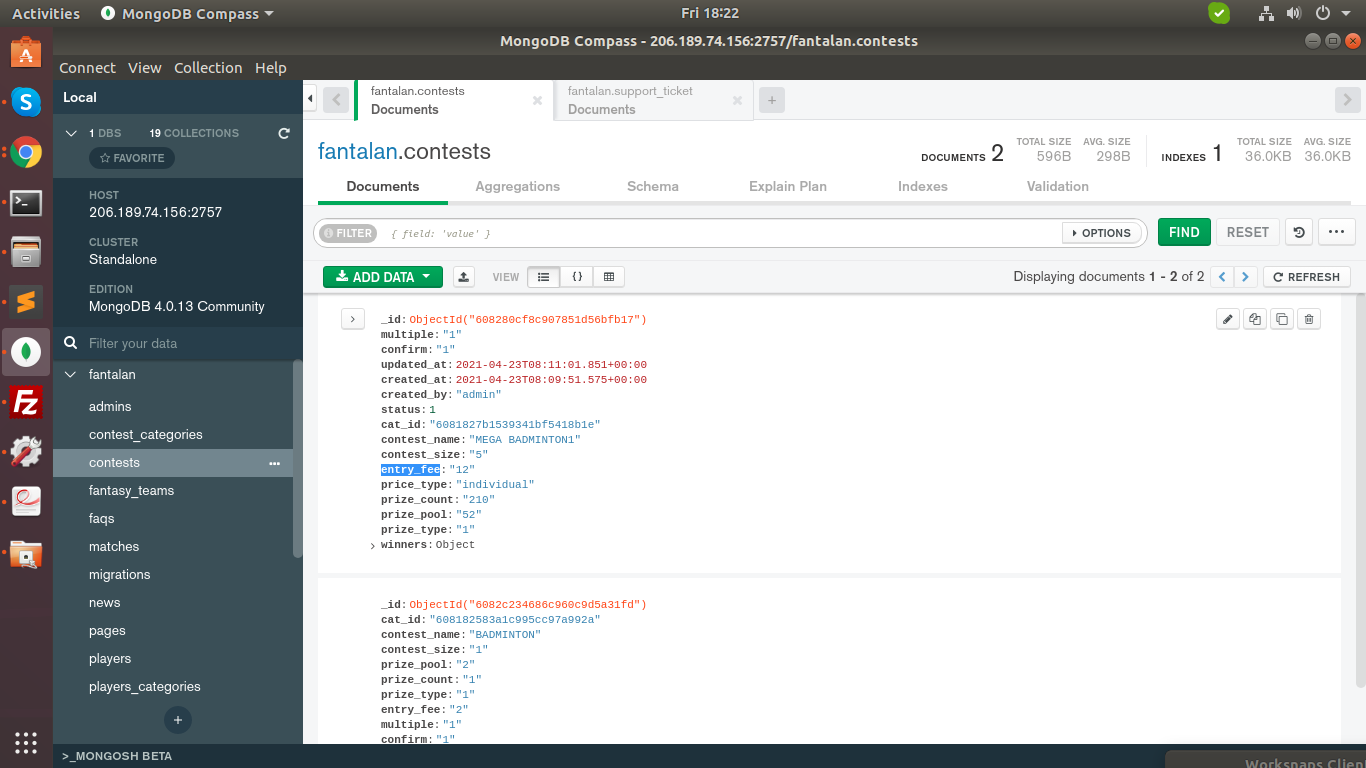 Activities
MongoDB Compass
Fri 18:22
MongoDB Compass - 206.189.74.156:2757/fantalan.contests
Connect View Collection Help
Local
1 DBS 19 COLLECTIONS
FAVORITE
HOST
206.189.74.156:2757
CLUSTER
Standalone
EDITION
MongoDB 4.0.13 Community
Filter your data
fantalan
admins
contest_categories
contests
fantasy_teams
faqs
matches
migrations
news
pages
players
players_categories
>_MONGOSH BETA
fantalan.contests
Documents
fantalan.support_ticket
Documents
fantalan.contests
DOCUMENTS 2
TOTAL SIZE
596B
AVG. SIZE
298B
INDEXES 1
TOTAL SIZE
36.0KB
AVG. SIZE
36.0KB
Documents Aggregations Schema Explain Plan Indexes Validation
FILTER { field: 'value' } OPTIONS FIND RESET
ADD DATA VIEW {} Displaying documents 1 - 2 of 2 REFRESH
_id: ObjectId("608280cf8c907851d56bfb17")
multiple: "1"
confirm: "1"
updated_at: 2021-04-23T08:11:01.851+00:00
created_at: 2021-04-23T08:09:51.575+00:00
created_by: "admin"
status: 1
cat_id: "6081827b1539341bf5418b1e"
contest_name: "MEGA BADMINTON1"
contest_size: "5"
entry_fee: "12"
price_type: "individual"
prize_count: "210"
prize_pool: "52"
prize_type: "1"
winners: Object
_id: ObjectId("6082c234686c960c9d5a31fd")
cat_id: "608182583a1c995cc97a992a"
contest_name: "BADMINTON"
contest_size: "1"
prize_pool: "2"
prize_count: "1"
prize_type: "1"
entry_fee: "2"
multiple: "1"
confirm: "1"
Worksnaps Clien